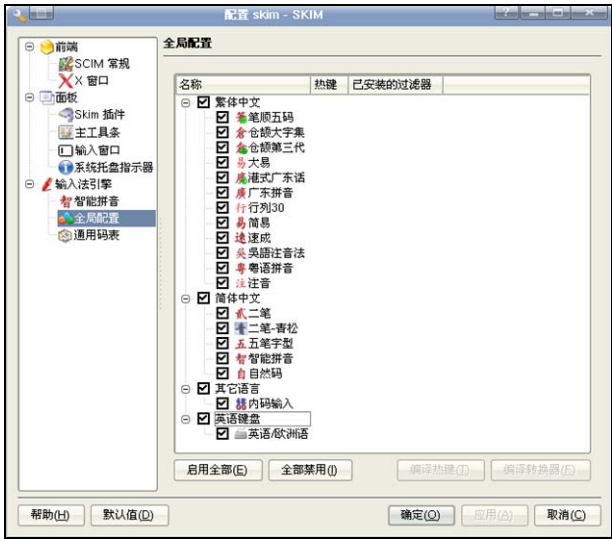 配置 skim - SKIM
前端
SCIM 常规
X 窗口
面板
Skim 插件
主工具条
输入窗口
系统托盘指示器
输入法引擎
智能拼音
全局配置
通用码表
全局配置
名称 热键 已安装的过滤器
繁体中文
笔顺五码
仓颉大字集
仓颉第三代
大易
港式广东话
广东拼音
行列30
简易
速成
吳語注音法
粤语拼音
注音
简体中文
二笔
二笔-青松
五笔字型
智能拼音
自然码
其它语言
内码输入
英语键盘
英语/欧洲语
启用全部(E) 全部禁用(I) 编译热键(T) 编译转换器(F)
帮助(H) 默认值(D) 确定(O) 应用(A) 取消(C)